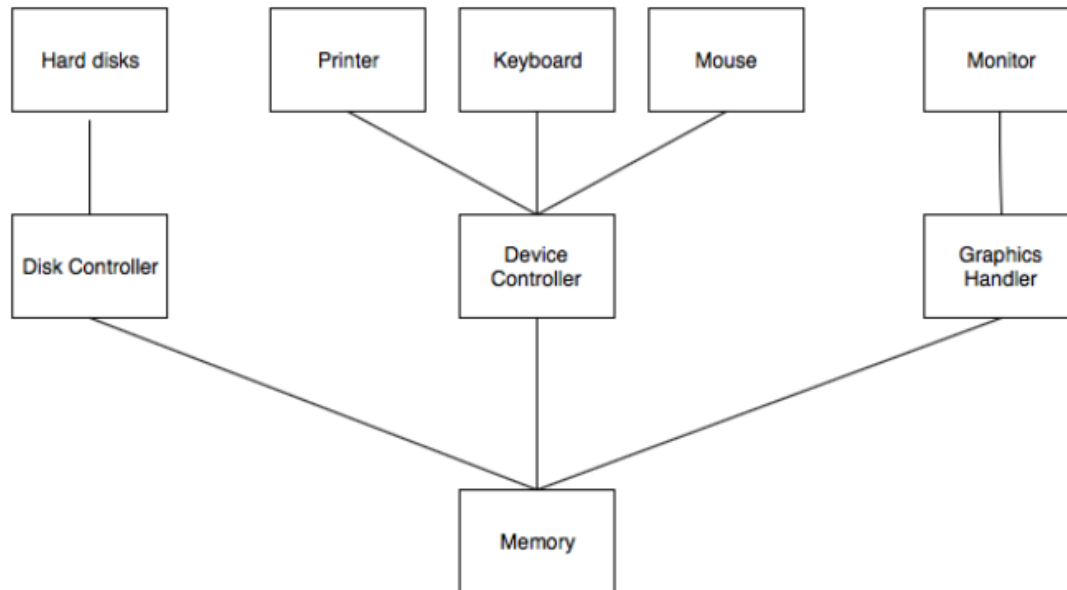 Hard disks
Printer
Keyboard
Mouse
Monitor
Disk Controller
Device
Controller
Graphics
Handler
Memory